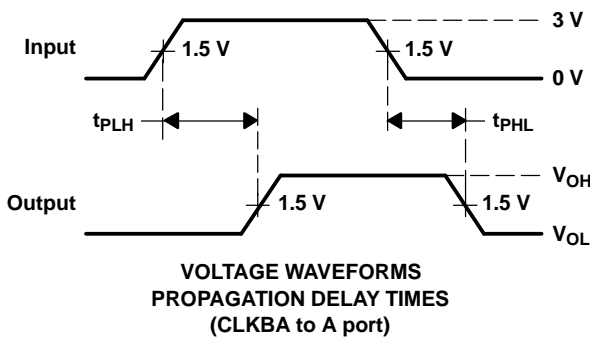 3 V
Input
1.5 V
1.5 V
0 V
tPLH
tPHL
VOH
Output
1.5 V
1.5 V
VOL
VOLTAGE WAVEFORMS
PROPAGATION DELAY TIMES
(CLKBA to A port)